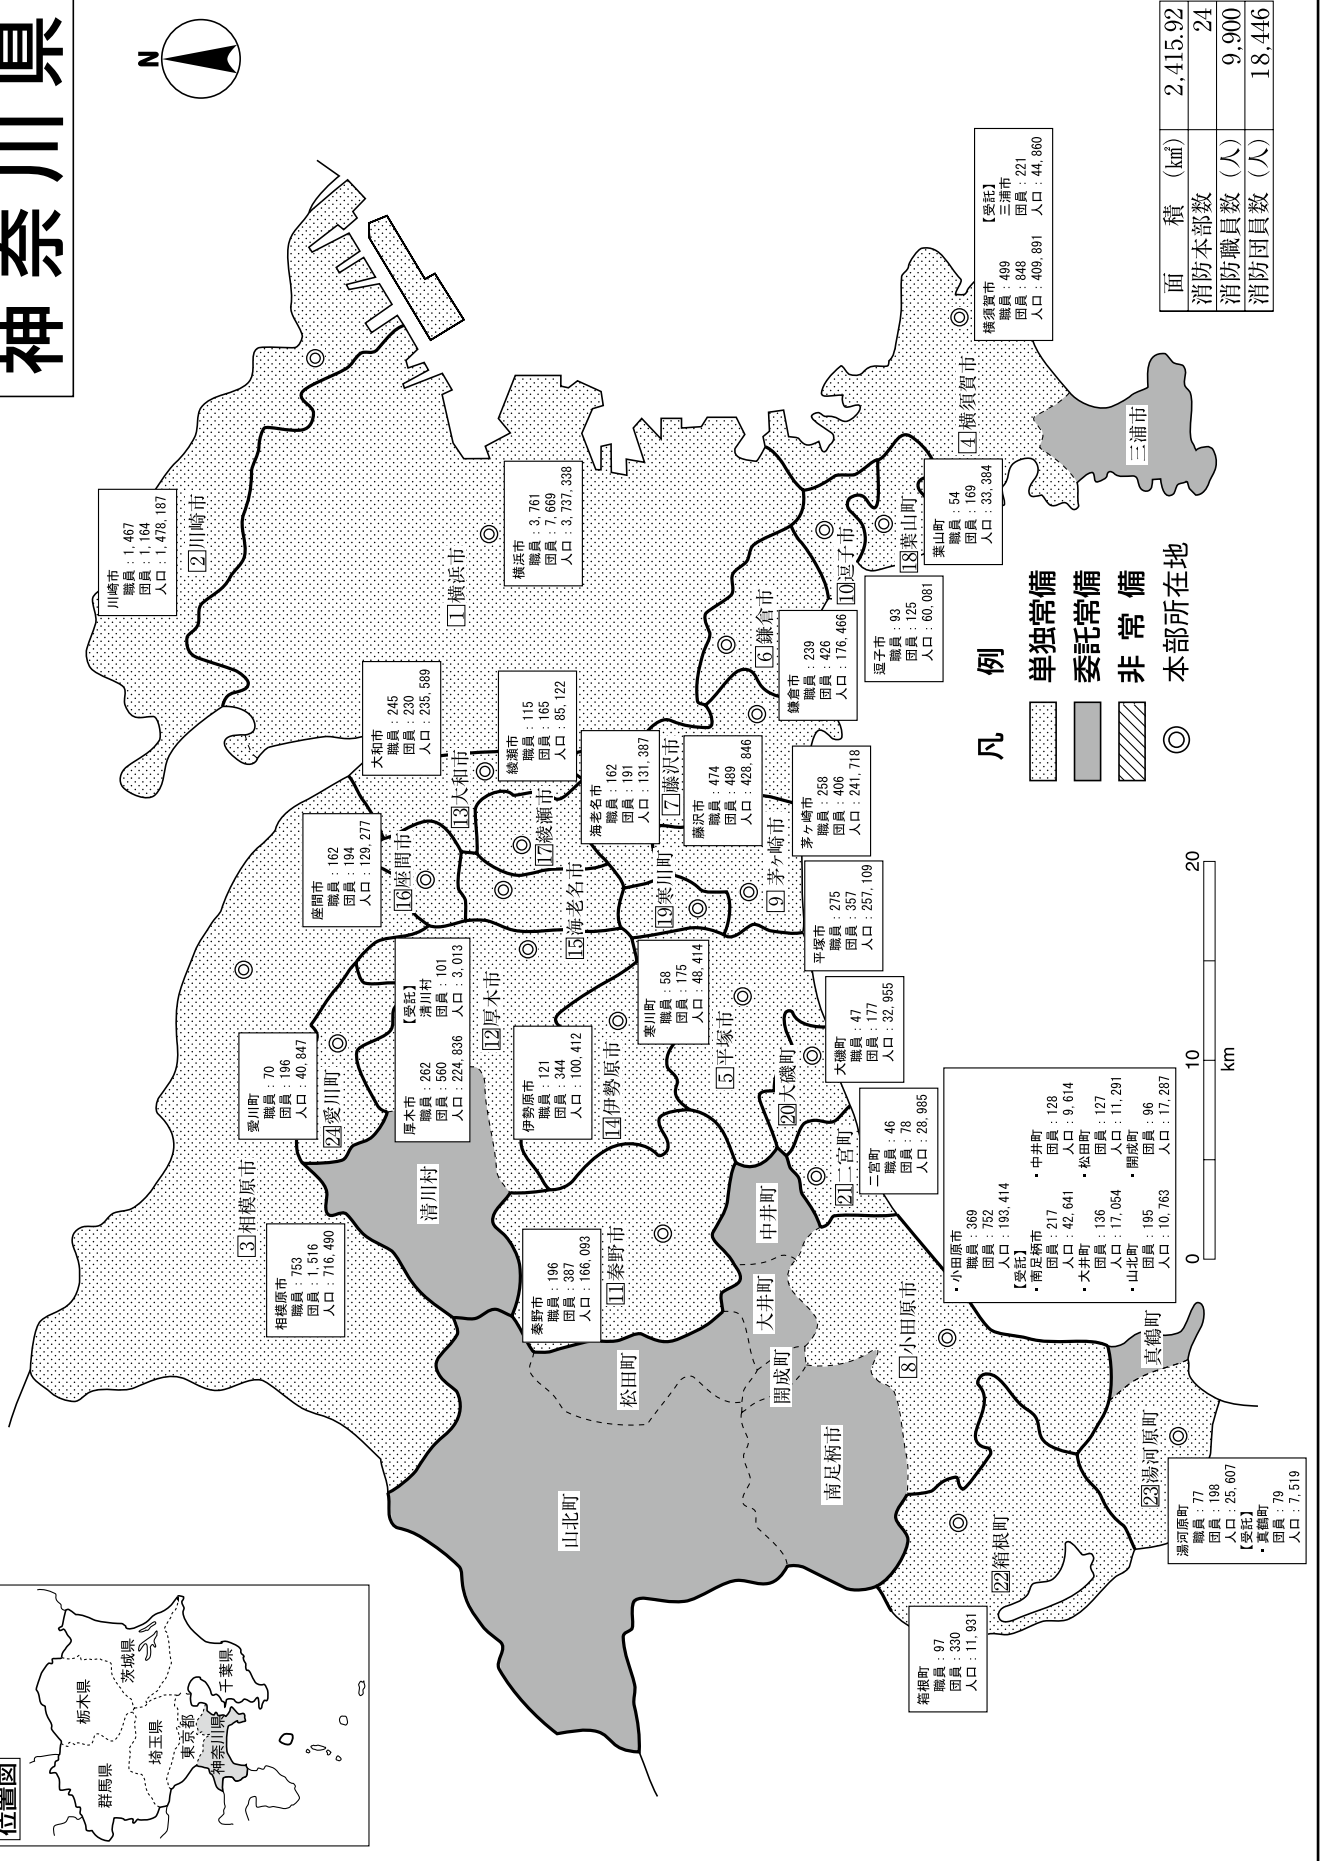 神奈川県
N
位置図
群馬県
栃木県
茨城県
埼玉県
東京都
千葉県
神奈川県
川崎市
職員：1,467
団員：1,164
人口：1,478,187
2 川崎市
横浜市
職員：3,761
団員：7,669
人口：3,737,338
1 横浜市
大和市
職員：245
団員：230
人口：235,589
13 大和市
綾瀬市
職員：115
団員：165
人口：85,122
17 綾瀬市
座間市
職員：162
団員：194
人口：129,277
16 座間市
海老名市
職員：162
団員：191
人口：131,387
15 海老名市
藤沢市
職員：474
団員：489
人口：428,846
7 藤沢市
鎌倉市
職員：239
団員：426
人口：176,466
6 鎌倉市
逗子市
職員：93
団員：125
人口：60,081
10 逗子市
葉山町
職員：54
団員：169
人口：33,384
18 葉山町
横須賀市
職員：499
団員：848
人口：409,891
【受託】
三浦市
団員：221
人口：44,860
4 横須賀市
三浦市
茅ヶ崎市
職員：258
団員：406
人口：241,718
9 茅ヶ崎市
寒川町
職員：58
団員：175
人口：48,414
19 寒川町
平塚市
職員：275
団員：357
人口：257,109
5 平塚市
大磯町
職員：47
団員：177
人口：32,955
20 大磯町
二宮町
職員：46
団員：78
人口：28,985
21 二宮町
厚木市
職員：262
団員：560
人口：224,836
【受託】
清川村
団員：101
人口：3,013
12 厚木市
清川村
愛川町
職員：70
団員：196
人口：40,847
24 愛川町
相模原市
職員：753
団員：1,516
人口：716,490
3 相模原市
伊勢原市
職員：121
団員：344
人口：100,412
14 伊勢原市
秦野市
職員：196
団員：387
人口：166,093
11 秦野市
中井町
大井町
松田町
開成町
山北町
南足柄市
・小田原市
職員：369
団員：752
人口：193,414
【受託】
・南足柄市
団員：217
人口：42,641
・大井町
団員：136
人口：17,054
・山北町
団員：195
人口：10,763
・中井町
団員：128
人口：9,614
・松田町
団員：127
人口：11,291
・開成町
団員：96
人口：17,287
8 小田原市
真鶴町
湯河原町
職員：77
団員：198
人口：25,607
【受託】
・真鶴町
団員：79
人口：7,519
23 湯河原町
箱根町
職員：97
団員：330
人口：11,931
22 箱根町
凡 例
単独常備
委託常備
非常備
本部所在地
0 10 20
km
面 積 (㎢) 2,415.92
消防本部数 24
消防職員数 (人) 9,900
消防団員数 (人) 18,446